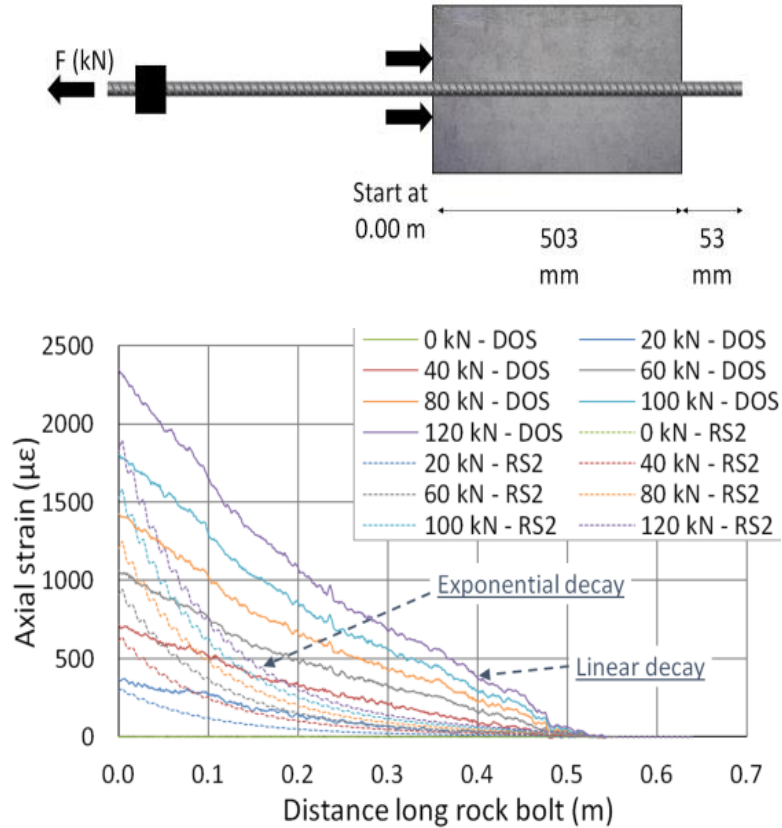 F (kN)
Start at
0.00 m
503
mm
53
mm
2500
2000
1500
1000
500
0
Axial strain (με)
0 kN - DOS
20 kN - DOS
40 kN - DOS
60 kN - DOS
80 kN - DOS
100 kN - DOS
120 kN - DOS
0 kN - RS2
20 kN - RS2
40 kN - RS2
60 kN - RS2
80 kN - RS2
100 kN - RS2
120 kN - RS2
Exponential decay
Linear decay
0.0 0.1 0.2 0.3 0.4 0.5 0.6 0.7
Distance long rock bolt (m)